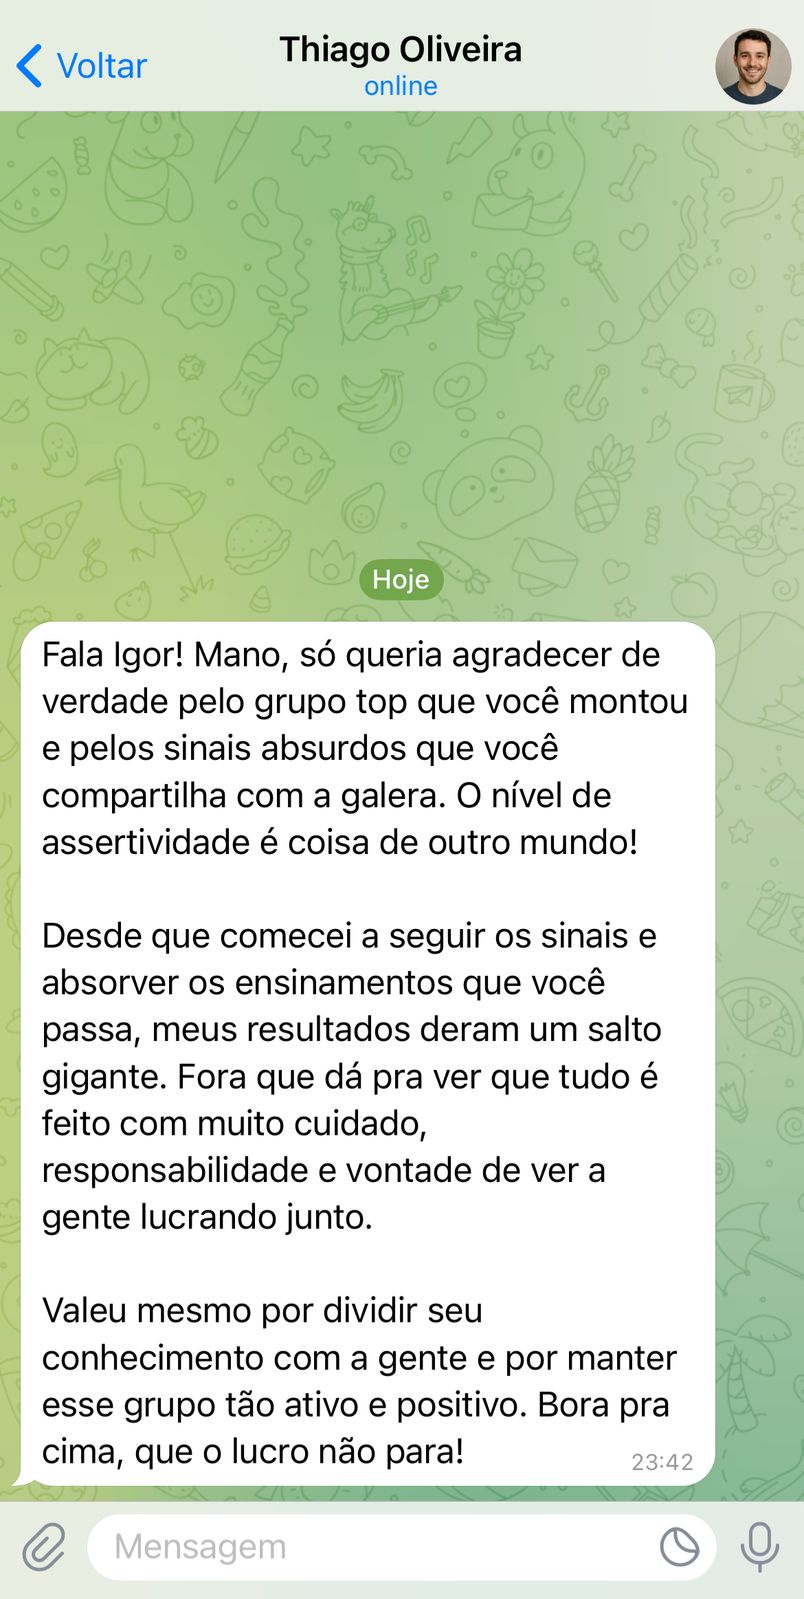 Voltar
Thiago Oliveira
online
Hoje
Fala Igor! Mano, só queria agradecer de
verdade pelo grupo top que você montou
e pelos sinais absurdos que você
compartilha com a galera. O nível de
assertividade é coisa de outro mundo!
Desde que comecei a seguir os sinais e
absorver os ensinamentos que você
passa, meus resultados deram um salto
gigante. Fora que dá pra ver que tudo é
feito com muito cuidado,
responsabilidade e vontade de ver a
gente lucrando junto.
Valeu mesmo por dividir seu
conhecimento com a gente e por manter
esse grupo tão ativo e positivo. Bora pra
cima, que o lucro não para!
23:42
Mensagem